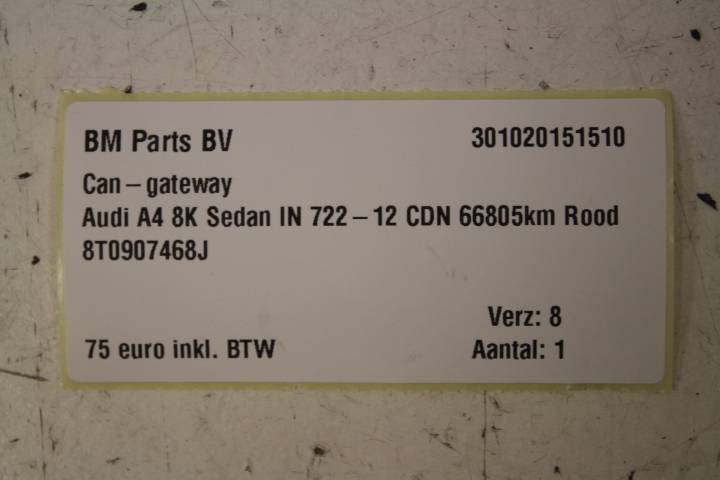 BM Parts BV 301020151510
Can-gateway
Audi A4 8K Sedan IN 722-12 CDN 66805km Rood
8T0907468J
Verz: 8
75 euro inkl. BTW Aantal: 1